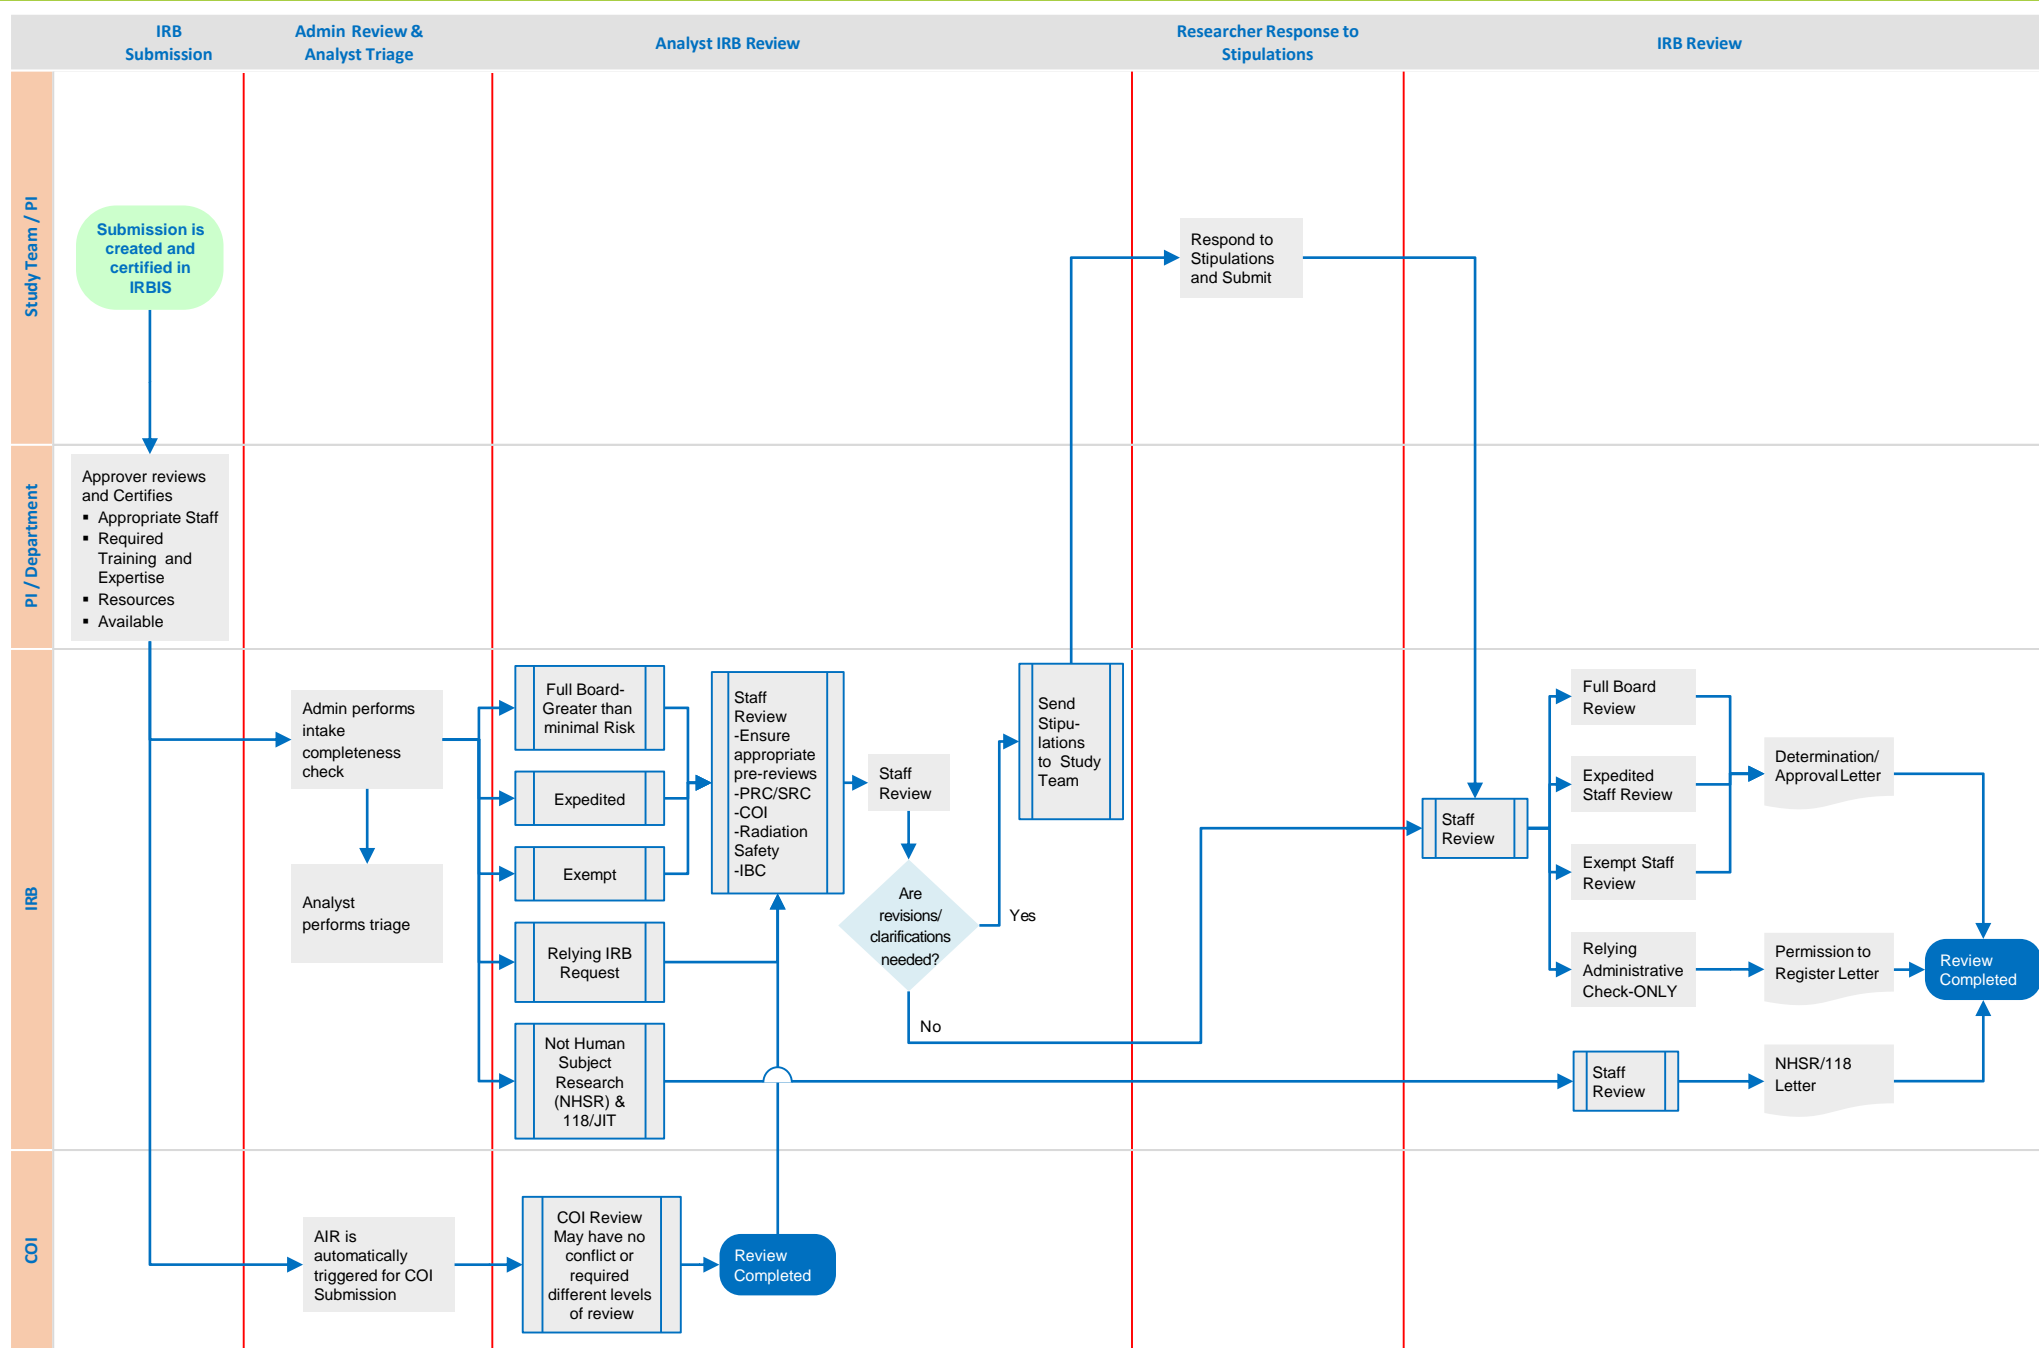 IRB
Submission
Admin Review &
Analyst Triage
Analyst IRB Review
Researcher Response to
Stipulations
IRB Review
Study Team / PI
Submission is
created and
certified in
IRBIS
Respond to
Stipulations
and Submit
PI / Department
Approver reviews
and Certifies
▪ Appropriate Staff
▪ Required
Training and
Expertise
▪ Resources
▪ Available
IRB
Admin performs
intake
completeness
check
Analyst
performs triage
Full Board-
Greater than
minimal Risk
Expedited
Exempt
Relying IRB
Request
Not Human
Subject
Research
(NHSR) &
118/JIT
Staff
Review
-Ensure
appropriate
pre-reviews
-PRC/SRC
-COI
-Radiation
Safety
-IBC
Staff
Review
Are
revisions/
clarifications
needed?
Yes
No
Send
Stipu-
lations
to Study
Team
Staff
Review
Full Board
Review
Expedited
Staff Review
Exempt Staff
Review
Relying
Administrative
Check-ONLY
Staff
Review
Determination/
Approval Letter
Permission to
Register Letter
NHSR/118
Letter
Review
Completed
COI
AIR is
automatically
triggered for COI
Submission
COI Review
May have no
conflict or
required
different levels
of review
Review
Completed